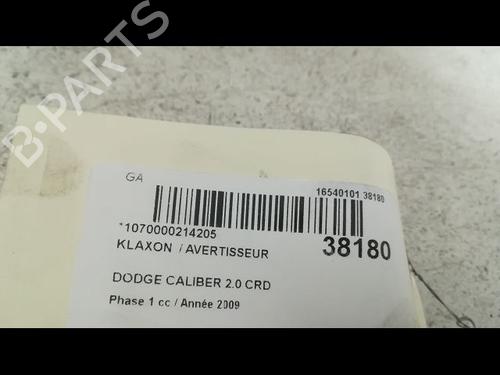 B-PARTS
GA
16540101 38180
*1070000214205
38180
KLAXON / AVERTISSEUR
DODGE CALIBER 2.0 CRD
Phase 1 cc / Année 2009